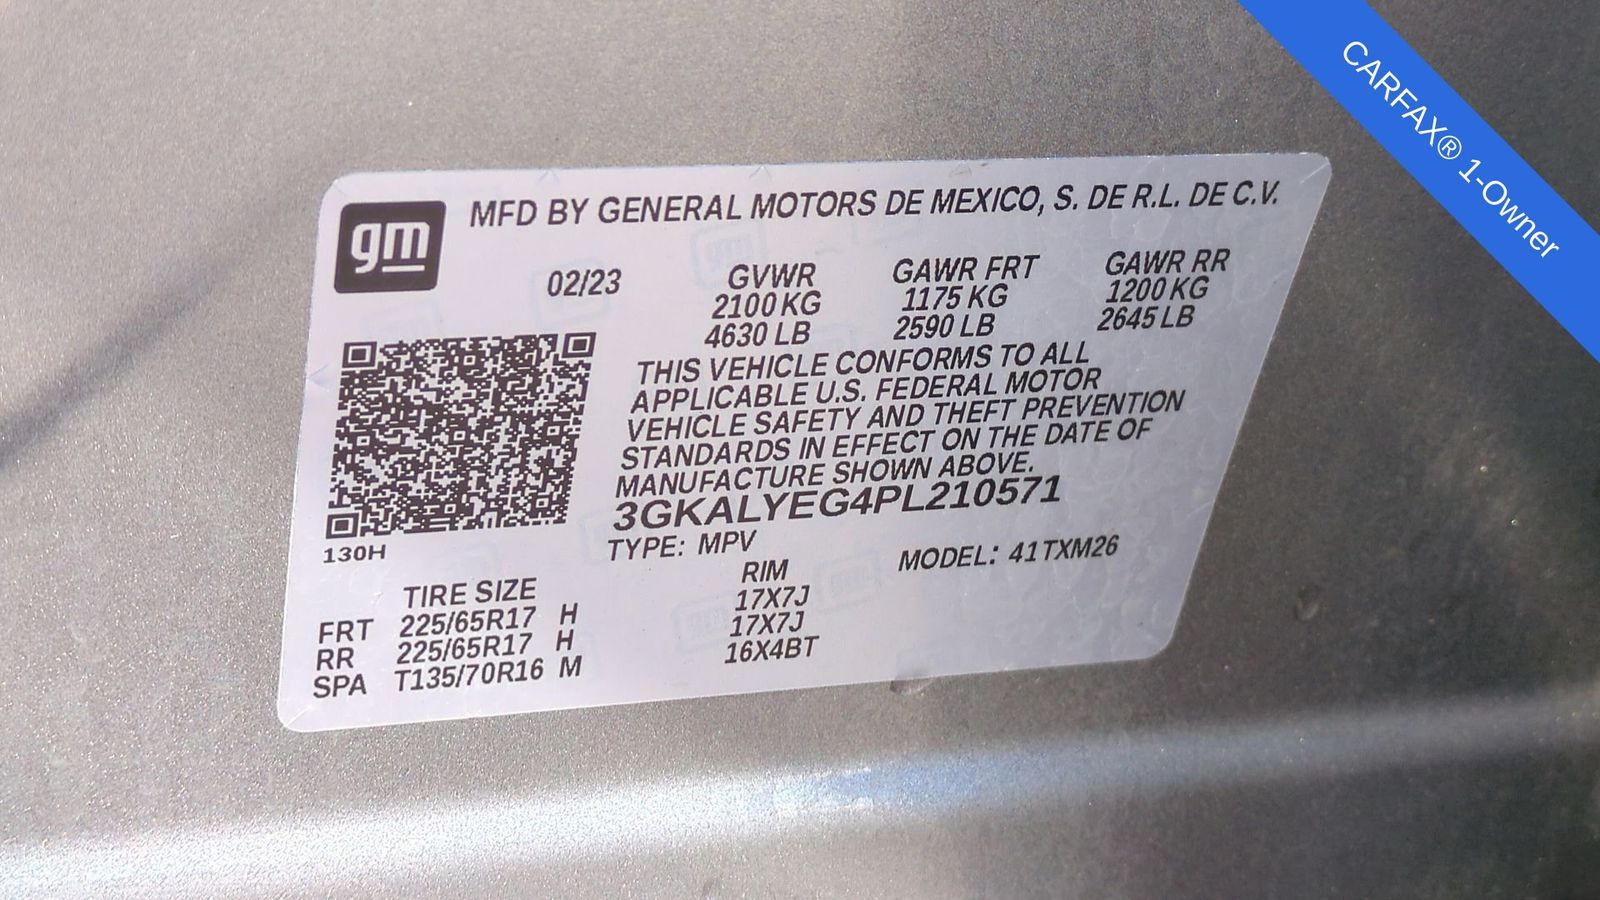 CARFAX® 1-Owner
gm
MFD BY GENERAL MOTORS DE MEXICO, S. DE R.L. DE C.V.
02/23 GVWR GAWR FRT GAWR RR
2100 KG 1175 KG 1200 KG
4630 LB 2590 LB 2645 LB
THIS VEHICLE CONFORMS TO ALL
APPLICABLE U.S. FEDERAL MOTOR
VEHICLE SAFETY AND THEFT PREVENTION
STANDARDS IN EFFECT ON THE DATE OF
MANUFACTURE SHOWN ABOVE.
3GKALYEG4PL210571
130H
TYPE: MPV MODEL: 41TXM26
TIRE SIZE RIM
FRT 225/65R17 H 17X7J
RR 225/65R17 H 17X7J
SPA T135/70R16 M 16X4BT